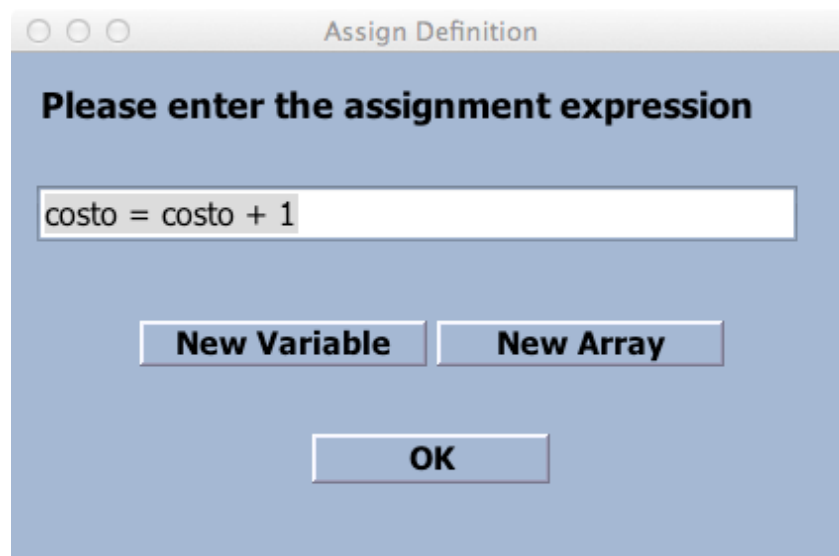 Assign Definition
Please enter the assignment expression
costo = costo + 1
New Variable New Array
OK